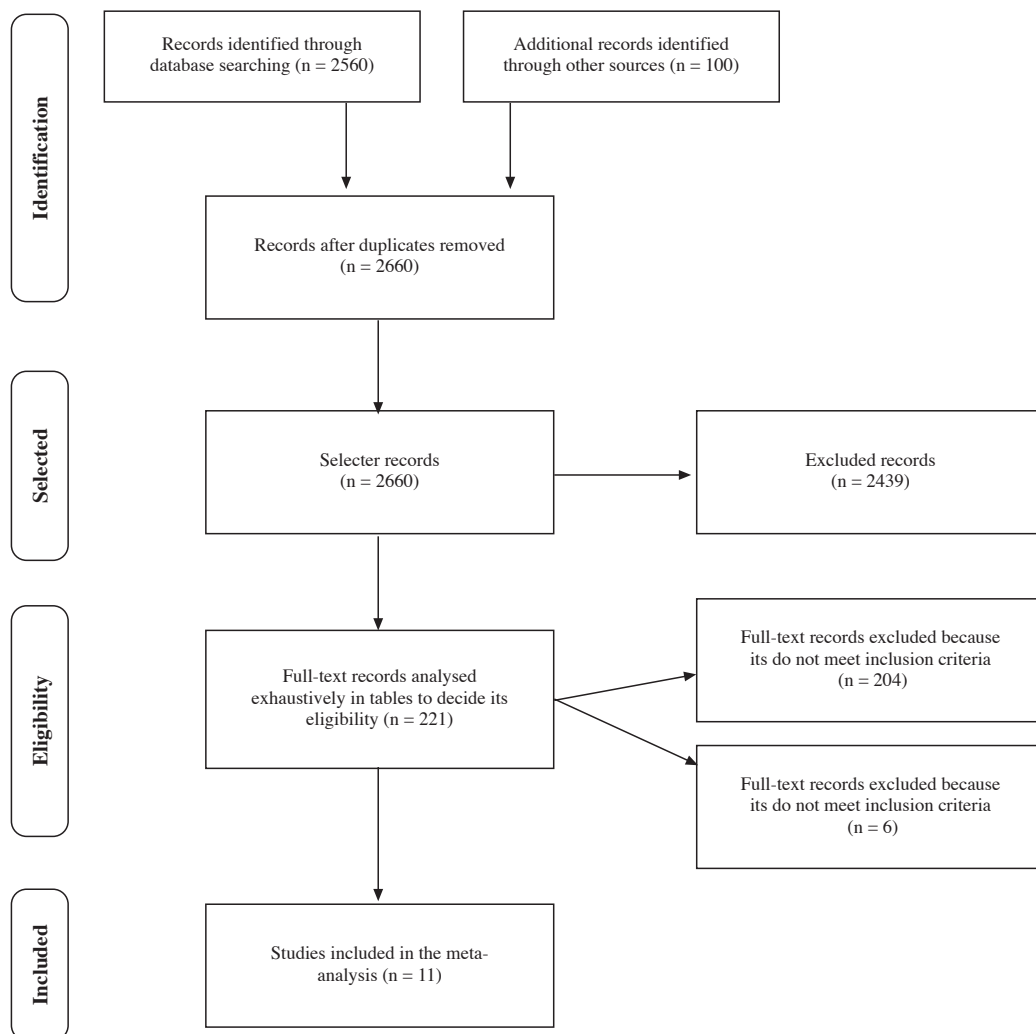 Identification
Records identified through
database searching (n = 2560)
Additional records identified
through other sources (n = 100)
Records after duplicates removed
(n = 2660)
Selected
Selecter records
(n = 2660)
Excluded records
(n = 2439)
Eligibility
Full-text records analysed
exhaustively in tables to decide its
eligibility (n = 221)
Full-text records excluded because
its do not meet inclusion criteria
(n = 204)
Full-text records excluded because
its do not meet inclusion criteria
(n = 6)
Included
Studies included in the meta-
analysis (n = 11)